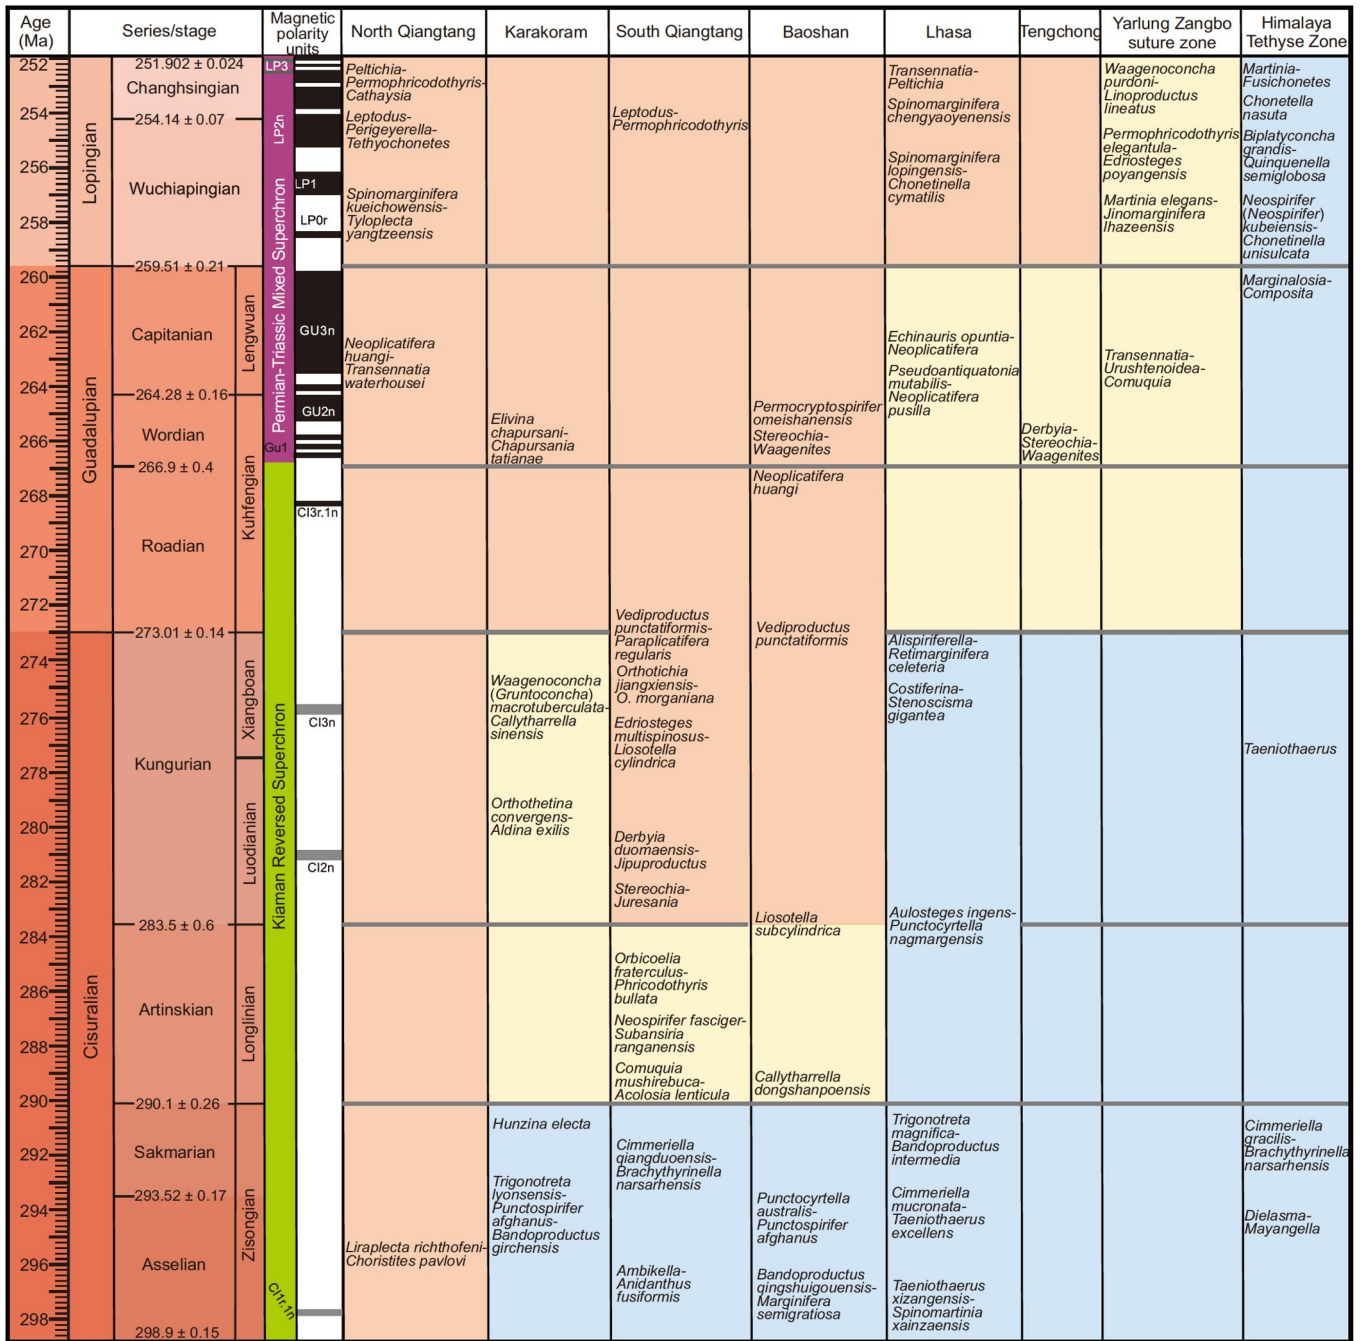 Age
(Ma)
Series/stage
Magnetic
polarity
units
North Qiangtang
Karakoram
South Qiangtang
Baoshan
Lhasa
Tengchong
Yarlung Zangbo
suture zone
Himalaya
Tethyse Zone
252
254
256
258
260
262
264
266
268
270
272
274
276
278
280
282
284
286
288
290
292
294
296
298
Lopingian
Guadalupian
Cisuralian
251.902 ± 0.024
Changhsingian
254.14 ± 0.07
Wuchiapingian
259.51 ± 0.21
Capitanian
264.28 ± 0.16
Wordian
266.9 ± 0.4
Roadian
273.01 ± 0.14
Kungurian
283.5 ± 0.6
Artinskian
290.1 ± 0.26
Sakmarian
293.52 ± 0.17
Asselian
298.9 ± 0.15
Lengwuan
Kuhfengian
Xiangboan
Luodianian
Longlinian
Zisongian
Permian-Triassic Mixed Superchron
Kiaman Reversed Superchron
LP3
LP2n
LP1
LP0r
GU3n
GU2n
Gu1
CI3r.1n
CI3n
CI2n
CI1r.1n
Peltichia-
Permophricodothyris-
Cathaysia
Leptodus-
Perigeyerella-
Tethyochonetes
Spinomarginifera
kueichowensis-
Tyloplecta
yangtzeensis
Neoplicatifera
huangi-
Transennatia
waterhousei
Liraplecta richthofeni-
Choristites pavlovi
Elivina
chapursani-
Chapursania
tatianae
Waagenoconcha
(Gruntoconcha)
macrotuberculata-
Callytharrella
sinensis
Orthothetina
convergens-
Aldina exilis
Hunzina electa
Trigonotreta
lyonsensis-
Punctospirifer
afghanus-
Bandoproductus
girchensis
Leptodus-
Permophricodothyris
Vediproductus
punctatiformis-
Paraplicatifera
regularis
Orthotichia
jiangxiensis-
O. morganiana
Edriosteges
multispinosus-
Liosotella
cylindrica
Derbyia
duomaensis-
Jipuproductus
Stereochia-
Juresania
Orbicoelia
fraterculus-
Phricodothyris
bullata
Neospirifer fasciger-
Subansiria
ranganensis
Comuquia
mushirebuca-
Acolosia lenticula
Cimmeriella
qiangduoensis-
Brachythyrinella
narsarhensis
Ambikella-
Anidanthus
fusiformis
Permocryptospirifer
omeishanensis
Stereochia-
Waagenites
Neoplicatifera
huangi
Vediproductus
punctatiformis
Liosotella
subcylindrica
Callytharrella
dongshanpoensis
Punctocyrtella
australis-
Punctospirifer
afghanus
Bandoproductus
qingshuigouensis-
Marginifera
semigratiosa
Transennatia-
Peltichia
Spinomarginifera
chengyaoyenensis
Spinomarginifera
lopingensis-
Chonetinella
cymatilis
Echinauris opuntia-
Neoplicatifera
Pseudoantiquatonia
mutabilis-
Neoplicatifera
pusilla
Alispiriferella-
Retimarginifera
celeteria
Costiferina-
Stenoscisma
gigantea
Aulosteges ingens-
Punctocyrtella
nagmargensis
Trigonotreta
magnifica-
Bandoproductus
intermedia
Cimmeriella
mucronata-
Taeniothaerus
excellens
Taeniothaerus
xizangensis-
Spinomartinia
xainzaensis
Derbyia-
Stereochia-
Waagenites
Waagenoconcha
purdoni-
Linoproductus
lineatus
Permophricodothyris
elegantula-
Edriosteges
poyangensis
Martinia elegans-
Jinomarginifera
lhazeensis
Transennatia-
Urushtenoidea-
Comuquia
Martinia-
Fusichonetes
Chonetella
nasuta
Biplatyconcha
grandis-
Quinquenella
semiglobosa
Neospirifer
(Neospirifer)
kubeiensis-
Chonetinella
unisulcata
Marginalosia-
Composita
Taeniothaerus
Cimmeriella
gracilis-
Brachythyrinella
narsarhensis
Dielasma-
Mayangella